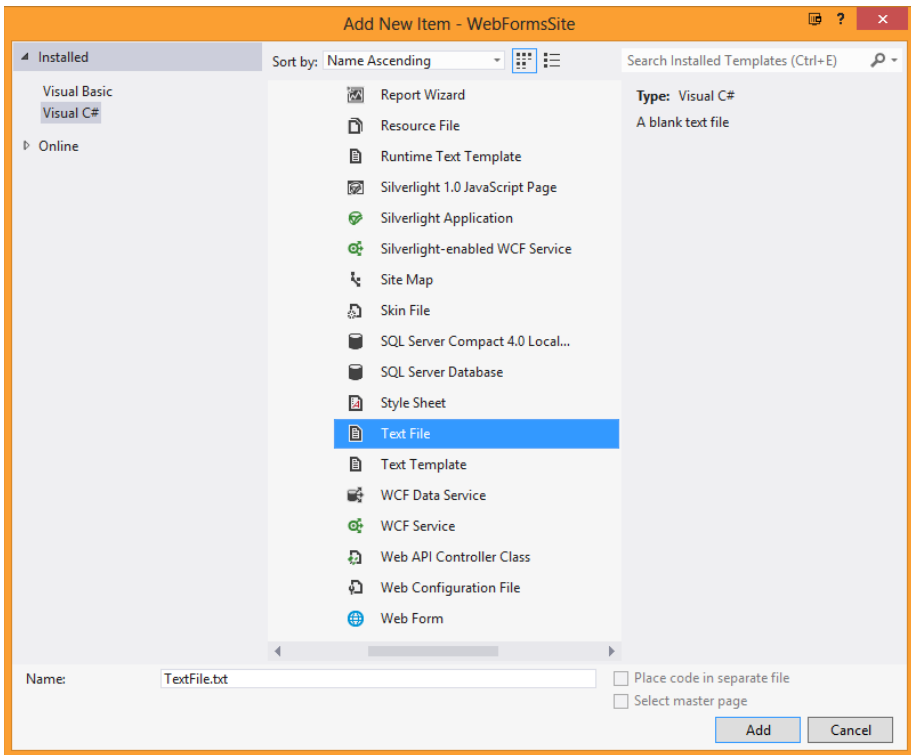 Add New Item - WebFormsSite
?
Installed
Visual Basic
Visual C#
Online
Sort by: Name Ascending
Report Wizard
Resource File
Runtime Text Template
Silverlight 1.0 JavaScript Page
Silverlight Application
Silverlight-enabled WCF Service
Site Map
Skin File
SQL Server Compact 4.0 Local...
SQL Server Database
Style Sheet
Text File
Text Template
WCF Data Service
WCF Service
Web API Controller Class
Web Configuration File
Web Form
Search Installed Templates (Ctrl+E)
Type: Visual C#
A blank text file
Name: TextFile.txt
Place code in separate file
Select master page
Add Cancel